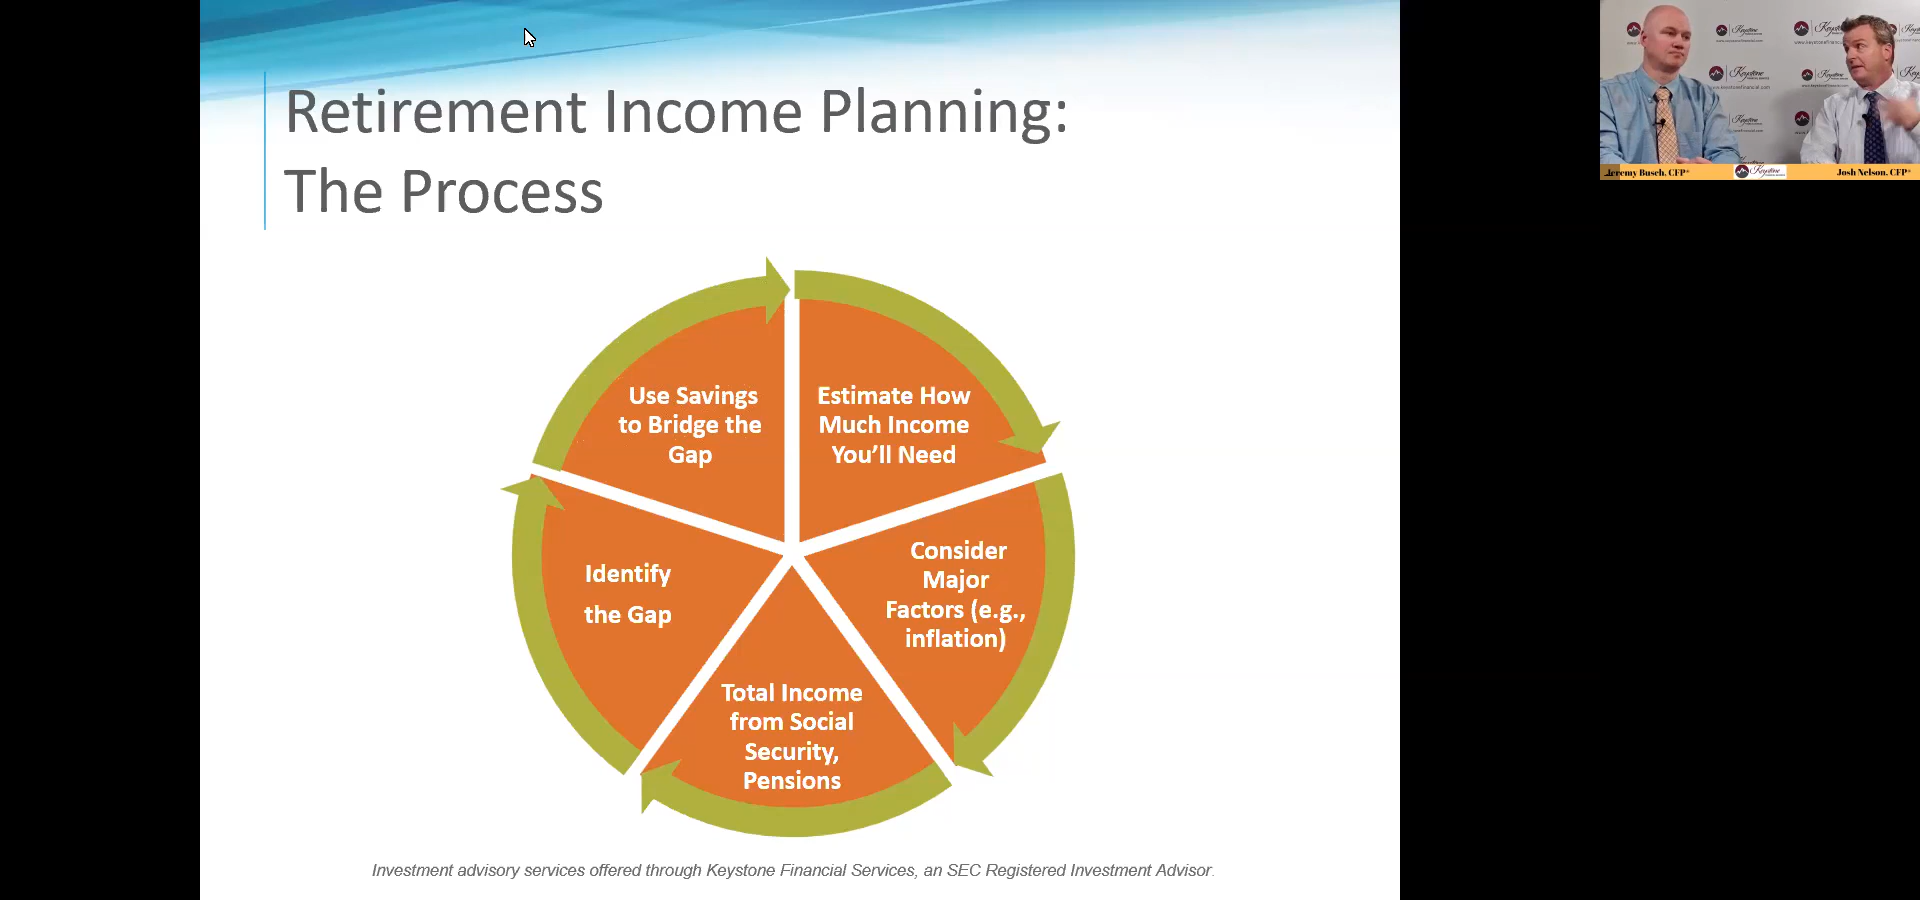 Retirement Income Planning:
The Process
Estimate How
Much Income
You'll Need
Consider
Major
Factors (e.g.,
inflation)
Total Income
from Social
Security,
Pensions
Identify
the Gap
Use Savings
to Bridge the
Gap
Investment advisory services offered through Keystone Financial Services, an SEC Registered Investment Advisor.
Keystone
Jeremy Busch, CFP®
Keystone
Josh Nelson, CFP®